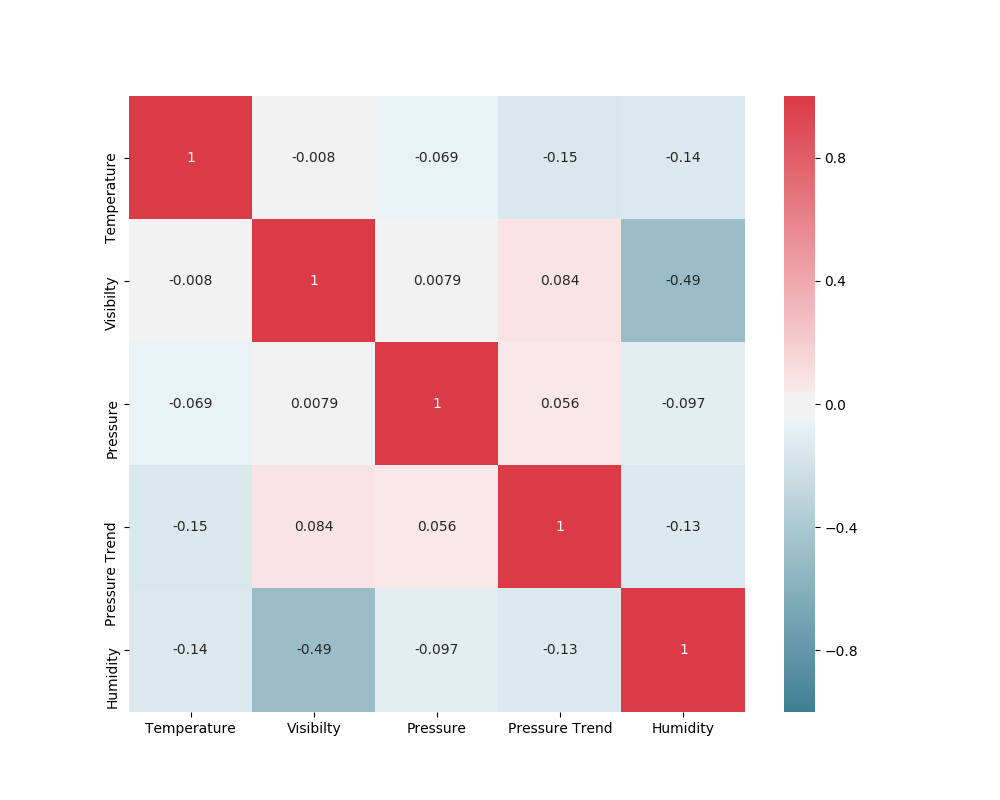 Temperature 1 -0.008 -0.069 -0.15 -0.14
Visibilty -0.008 1 0.0079 0.084 -0.49
Pressure -0.069 0.0079 1 0.056 -0.097
Pressure Trend -0.15 0.084 0.056 1 -0.13
Humidity -0.14 -0.49 -0.097 -0.13 1
Temperature Visibilty Pressure Pressure Trend Humidity
0.8
0.4
0.0
−0.4
−0.8